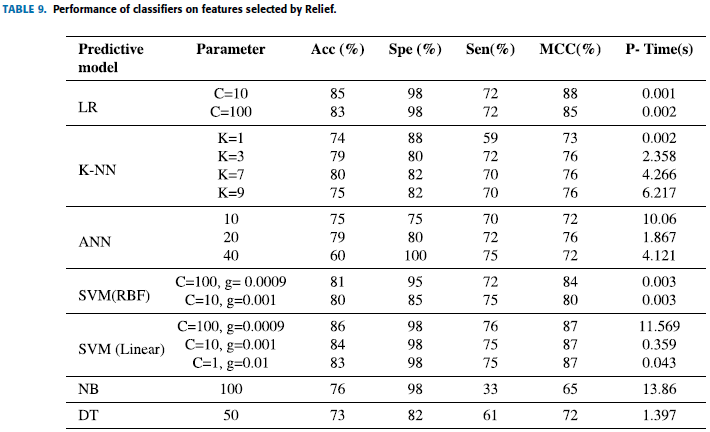 TABLE 9. Performance of classifiers on features selected by Relief.
Predictive model Parameter Acc (%) Spe (%) Sen(%) MCC(%) P- Time(s)
LR C=10 85 98 72 88 0.001
C=100 83 98 72 85 0.002
K-NN K=1 74 88 59 73 0.002
K=3 79 80 72 76 2.358
K=7 80 82 70 76 4.266
K=9 75 82 70 76 6.217
ANN 10 75 75 70 72 10.06
20 79 80 72 76 1.867
40 60 100 75 72 4.121
SVM(RBF) C=100, g= 0.0009 81 95 72 84 0.003
C=10, g=0.001 80 85 75 80 0.003
SVM (Linear) C=100, g=0.0009 86 98 76 87 11.569
C=10, g=0.001 84 98 75 87 0.359
C=1, g=0.01 83 98 75 87 0.043
NB 100 76 98 33 65 13.86
DT 50 73 82 61 72 1.397